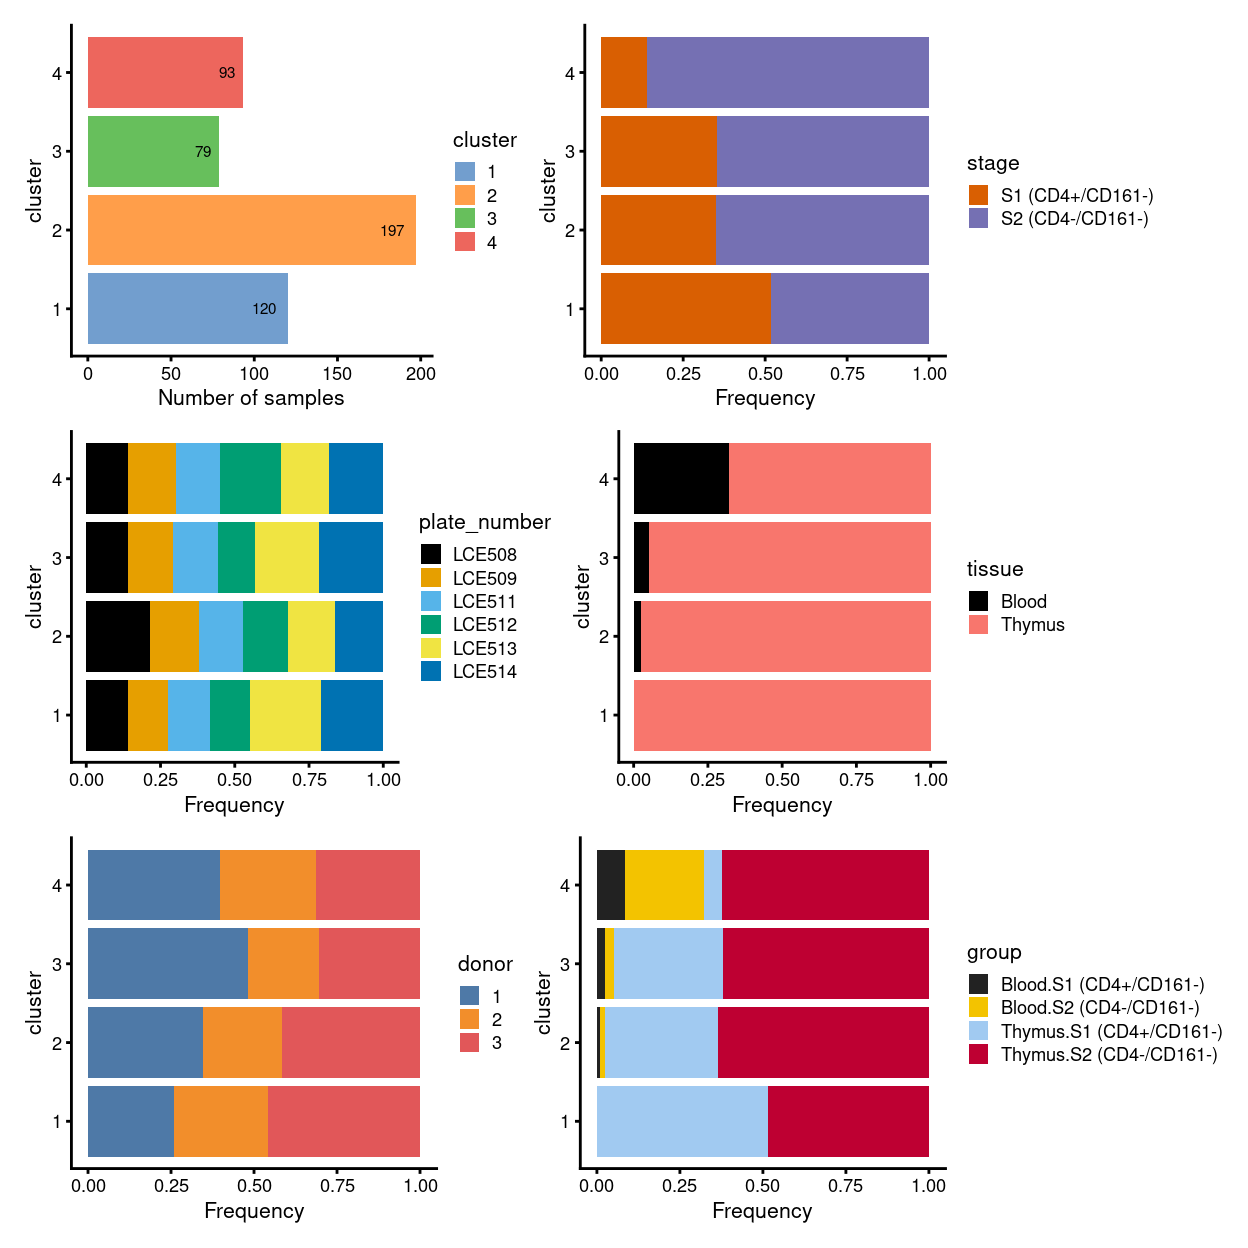 4
3
2
1
cluster
93
79
197
120
0 50 100 150 200
Number of samples
cluster
1
2
3
4
4
3
2
1
cluster
0.00 0.25 0.50 0.75 1.00
Frequency
stage
S1 (CD4+/CD161-)
S2 (CD4-/CD161-)
4
3
2
1
cluster
0.00 0.25 0.50 0.75 1.00
Frequency
plate_number
LCE508
LCE509
LCE511
LCE512
LCE513
LCE514
4
3
2
1
cluster
0.00 0.25 0.50 0.75 1.00
Frequency
tissue
Blood
Thymus
4
3
2
1
cluster
0.00 0.25 0.50 0.75 1.00
Frequency
donor
1
2
3
4
3
2
1
cluster
0.00 0.25 0.50 0.75 1.00
Frequency
group
Blood.S1 (CD4+/CD161-)
Blood.S2 (CD4-/CD161-)
Thymus.S1 (CD4+/CD161-)
Thymus.S2 (CD4-/CD161-)